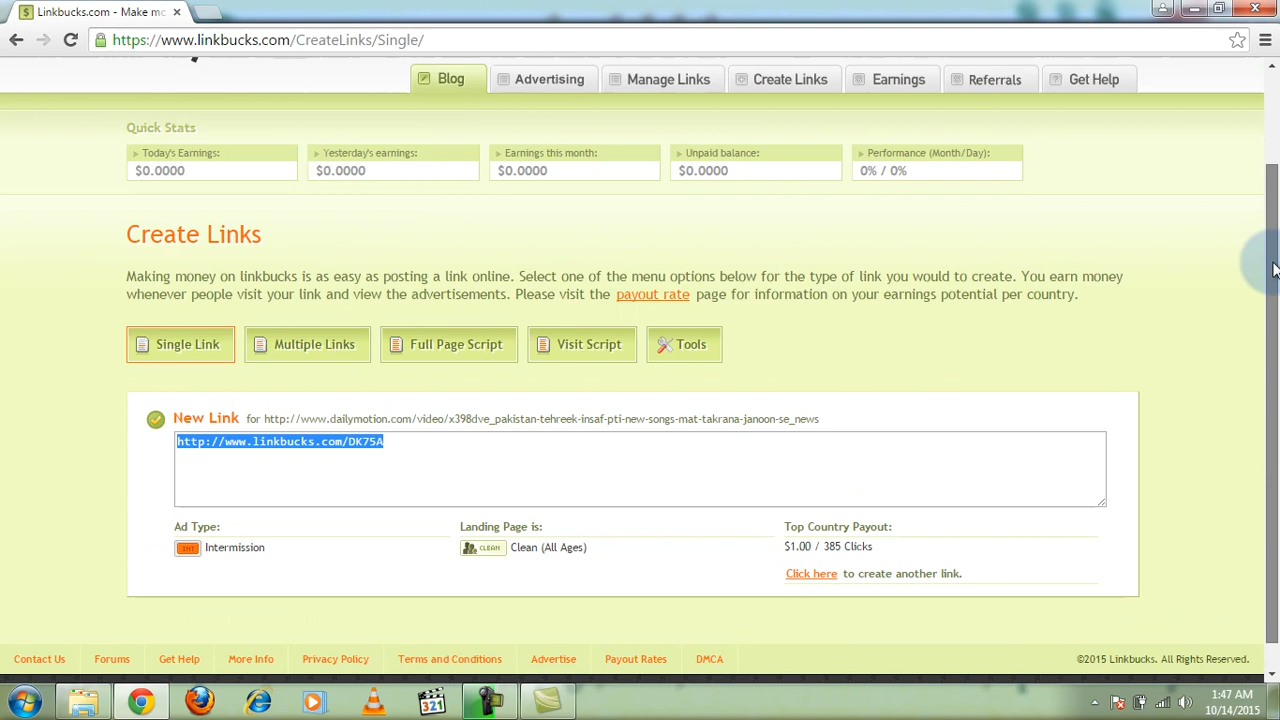 Linkbucks.com - Make mo
https://www.linkbucks.com/CreateLinks/Single/
Blog
Advertising
Manage Links
Create Links
Earnings
Referrals
Get Help
Quick Stats
Today's Earnings:
Yesterday's earnings:
Earnings this month:
Unpaid balance:
Performance (Month/Day):
$0.0000
$0.0000
$0.0000
$0.0000
0% / 0%
Create Links
Making money on linkbucks is as easy as posting a link online. Select one of the menu options below for the type of link you would to create. You earn money
whenever people visit your link and view the advertisements. Please visit the payout rate page for information on your earnings potential per country.
Single Link
Multiple Links
Full Page Script
Visit Script
Tools
New Link for http://www.dailymotion.com/video/x398dve_pakistan-tehreek-insaf-pti-new-songs-mat-takrana-janoon-se_news
http://www.linkbucks.com/DK75A
Ad Type:
Landing Page is:
Top Country Payout:
INT Intermission
CLEAN Clean (All Ages)
$1.00 / 385 Clicks
Click here to create another link.
Contact Us
Forums
Get Help
More Info
Privacy Policy
Terms and Conditions
Advertise
Payout Rates
DMCA
©2015 Linkbucks. All Rights Reserved.
321
1:47 AM
10/14/2015